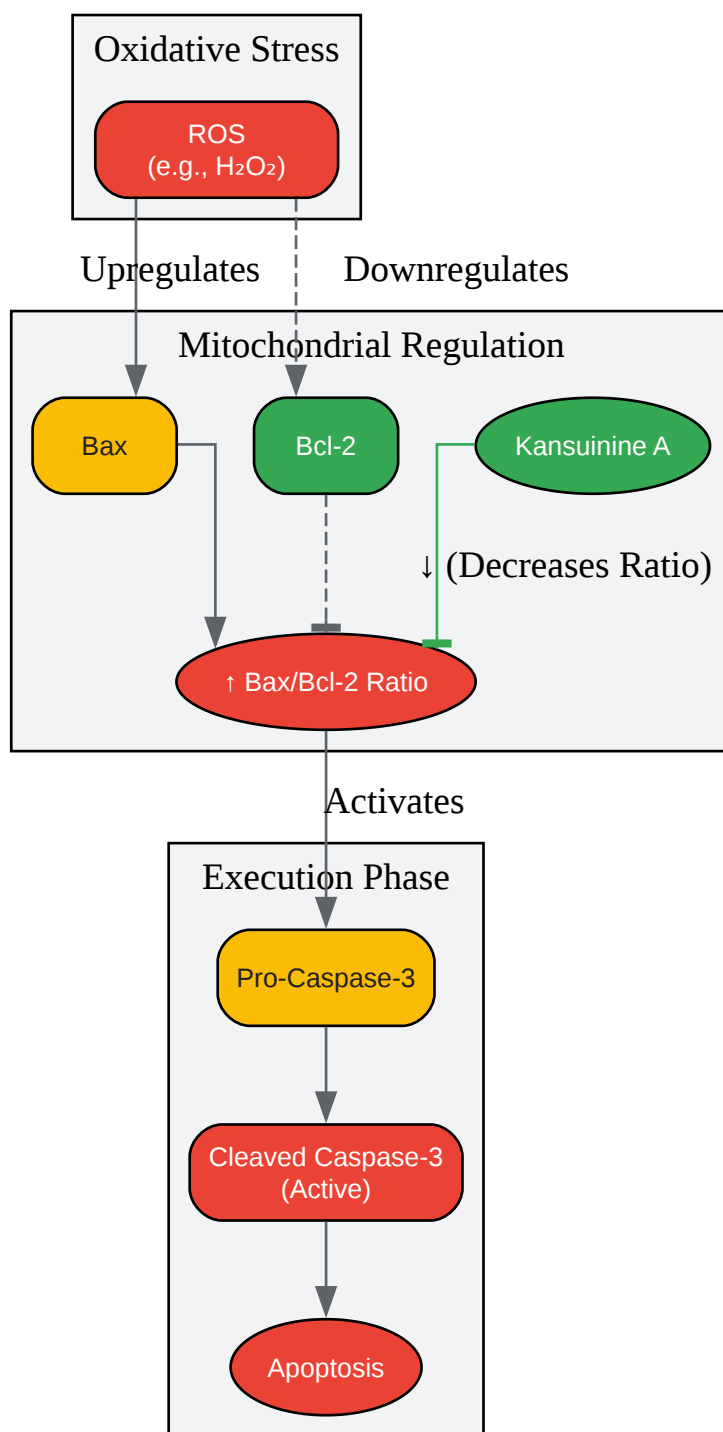 Oxidative Stress
ROS
(e.g., H₂O₂)
Upregulates
Downregulates
Mitochondrial Regulation
Bax
Bcl-2
Kansuinine A
↓ (Decreases Ratio)
↑ Bax/Bcl-2 Ratio
Activates
Execution Phase
Pro-Caspase-3
Cleaved Caspase-3
(Active)
Apoptosis